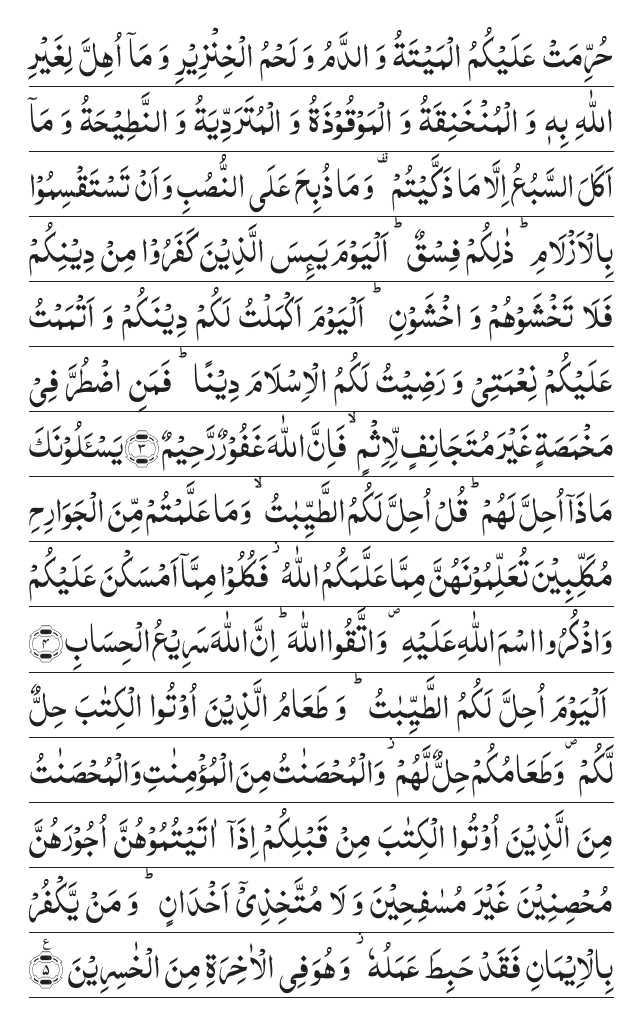 حُرِّمَتْ عَلَيْكُمُ الْمَيْتَةُ وَ الدَّمُ وَ لَحْمُ الْخِنْزِيْرِ وَ مَاۤ اُهِلَّ لِغَيْرِ
اللّٰهِ بِهٖ وَ الْمُنْخَنِقَةُ وَ الْمَوْقُوْذَةُ وَ الْمُتَرَدِّيَةُ وَ النَّطِيْحَةُ وَ مَاۤ
اَكَلَ السَّبُعُ اِلَّا مَا ذَكَّيْتُمْ ۫ وَ مَا ذُبِحَ عَلَى النُّصُبِ وَ اَنْ تَسْتَقْسِمُوْا
بِالْاَزْلَامِ ؕ ذٰلِكُمْ فِسْقٌ ؕ اَلْيَوْمَ يَىِٕسَ الَّذِيْنَ كَفَرُوْا مِنْ دِيْنِكُمْ
فَلَا تَخْشَوْهُمْ وَ اخْشَوْنِ ؕ اَلْيَوْمَ اَكْمَلْتُ لَكُمْ دِيْنَكُمْ وَ اَتْمَمْتُ
عَلَيْكُمْ نِعْمَتِيْ وَ رَضِيْتُ لَكُمُ الْاِسْلَامَ دِيْنًا ؕ فَمَنِ اضْطُرَّ فِيْ
مَخْمَصَةٍ غَيْرَ مُتَجَانِفٍ لِّاِثْمٍ ۙ فَاِنَّ اللّٰهَ غَفُوْرٌ رَّحِيْمٌ ﴿۳﴾ يَسْـَٔلُوْنَكَ
مَاذَاۤ اُحِلَّ لَهُمْ ؕ قُلْ اُحِلَّ لَكُمُ الطَّيِّبٰتُ ۙ وَ مَا عَلَّمْتُمْ مِّنَ الْجَوَارِحِ
مُكَلِّبِيْنَ تُعَلِّمُوْنَهُنَّ مِمَّا عَلَّمَكُمُ اللّٰهُ ؗ فَكُلُوْا مِمَّاۤ اَمْسَكْنَ عَلَيْكُمْ
وَاذْكُرُوا اسْمَ اللّٰهِ عَلَيْهِ ۪ وَاتَّقُوا اللّٰهَ ؕ اِنَّ اللّٰهَ سَرِيْعُ الْحِسَابِ ﴿۴﴾
اَلْيَوْمَ اُحِلَّ لَكُمُ الطَّيِّبٰتُ ؕ وَ طَعَامُ الَّذِيْنَ اُوْتُوا الْكِتٰبَ حِلٌّ
لَّكُمْ ۪ وَطَعَامُكُمْ حِلٌّ لَّهُمْ ؗ وَالْمُحْصَنٰتُ مِنَ الْمُؤْمِنٰتِ وَالْمُحْصَنٰتُ
مِنَ الَّذِيْنَ اُوْتُوا الْكِتٰبَ مِنْ قَبْلِكُمْ اِذَاۤ اٰتَيْتُمُوْهُنَّ اُجُوْرَهُنَّ
مُحْصِنِيْنَ غَيْرَ مُسٰفِحِيْنَ وَ لَا مُتَّخِذِيْۤ اَخْدَانٍ ؕ وَ مَنْ يَّكْفُرْ
بِالْاِيْمَانِ فَقَدْ حَبِطَ عَمَلُهٗ ؗ وَ هُوَ فِي الْاٰخِرَةِ مِنَ الْخٰسِرِيْنَ ﴿۵﴾ ع